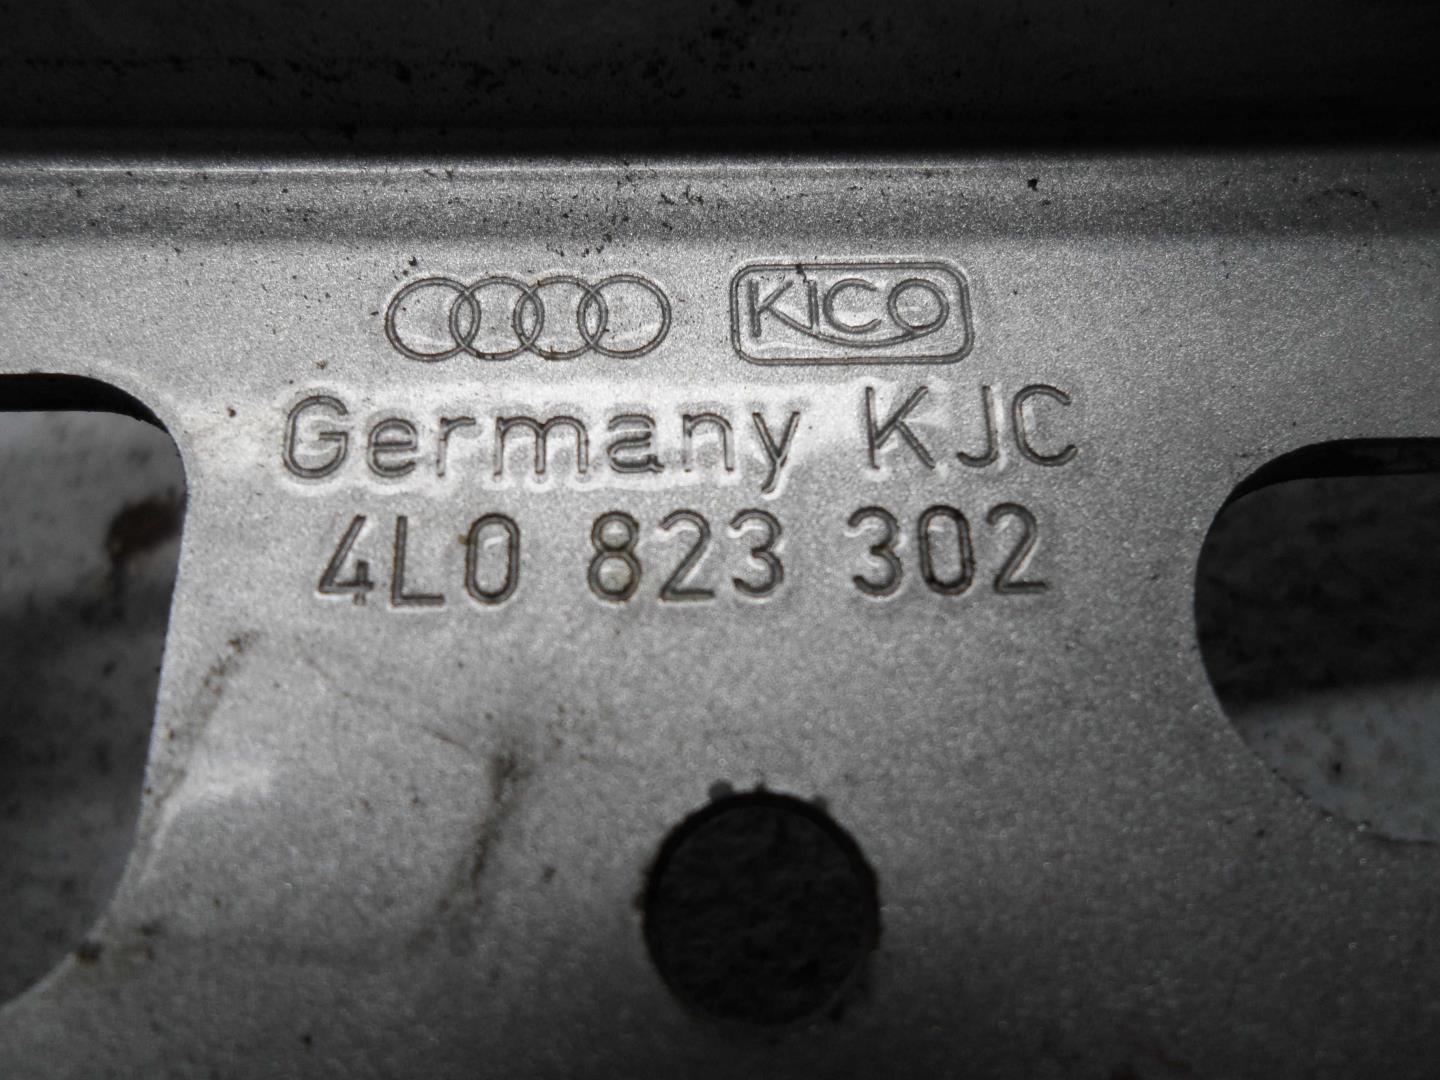 KICO
Germany KJC
4L0 823 302